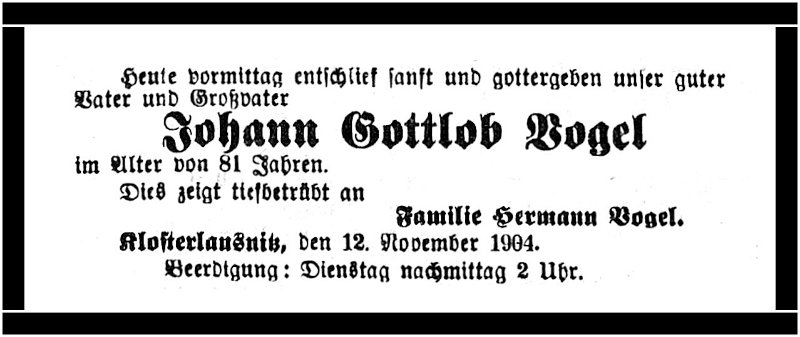 Heute vormittag entschlief sanft und gottergeben unser guter
Vater und Großvater
Johann Gottlob Vogel
im Alter von 81 Jahren.
Dies zeigt tiefbetrübt an
Familie Hermann Vogel.
Klosterlausnitz, den 12. November 1904.
Beerdigung: Dienstag nachmittag 2 Uhr.